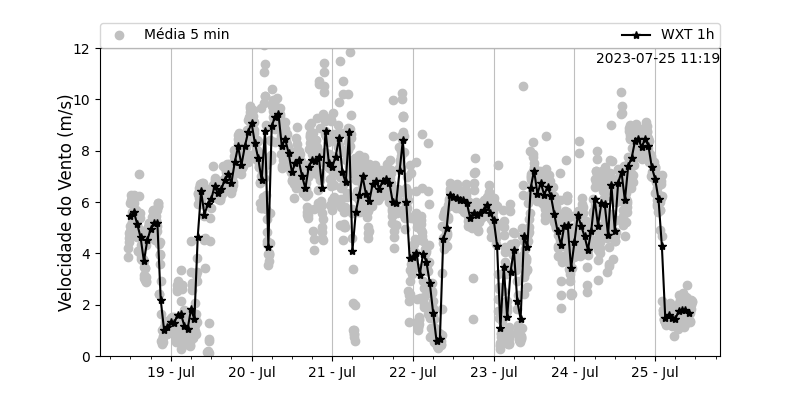 Média 5 min
WXT 1h
2023-07-25 11:19
Velocidade do Vento (m/s)
12
10
8
6
4
2
0
19 - Jul
20 - Jul
21 - Jul
22 - Jul
23 - Jul
24 - Jul
25 - Jul